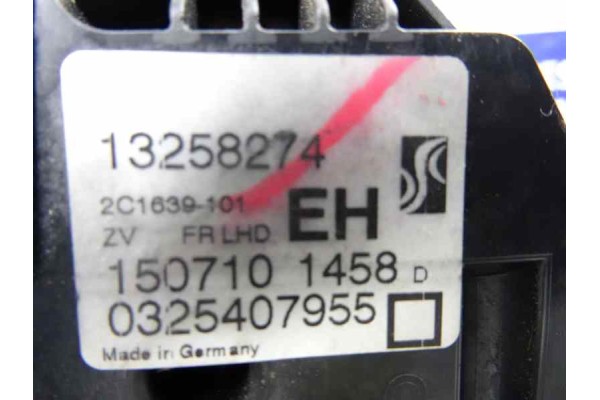 13258274
2C1639-101
ZV FR LHD EH
150710 1458 D
0325407955
Made in Germany